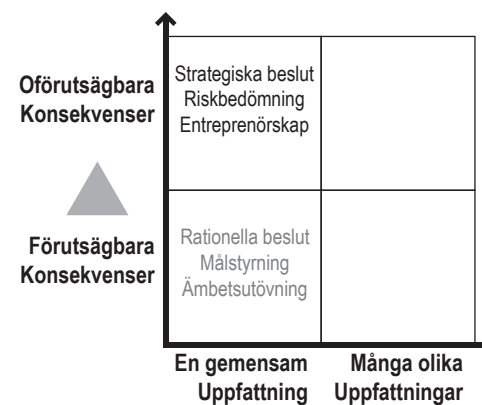 Oförutsägbara
Konsekvenser
Strategiska beslut
Riskbedömning
Entreprenörskap
Förutsägbara
Konsekvenser
Rationella beslut
Målstyrning
Ämbetsutövning
En gemensam
Uppfattning
Många olika
Uppfattningar